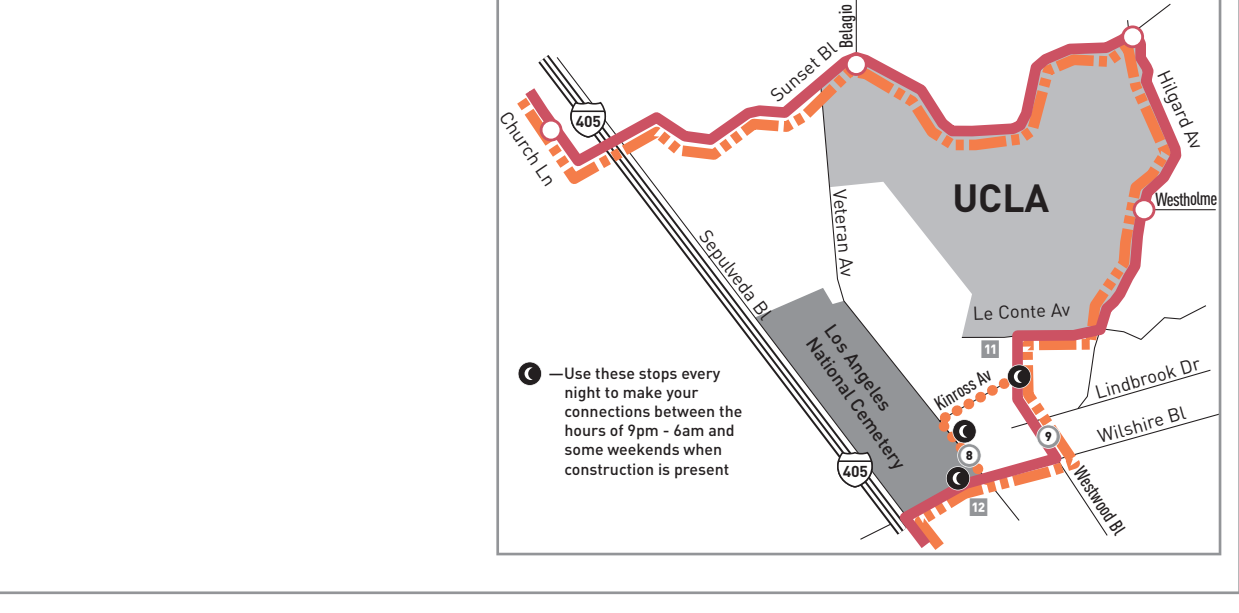 Belagio
Sunset Bl
405
Church Ln
Hilgard Av
UCLA
Westholme
Veteran Av
Sepulveda Bl
Le Conte Av
11
Los Angeles
National Cemetery
Kinross Av
Lindbrook Dr
Wilshire Bl
9
8
405
12
Westwood Bl
—Use these stops every
night to make your
connections between the
hours of 9pm - 6am and
some weekends when
construction is present